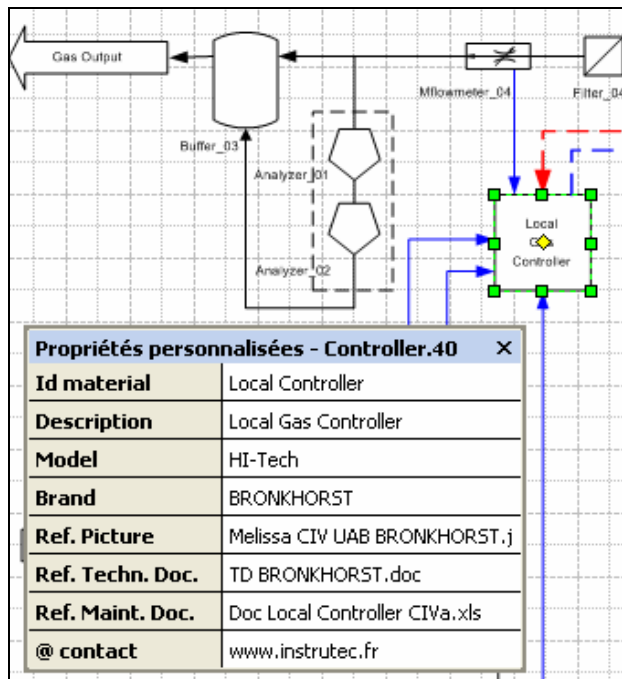 Gas Output
Mflowmeter_04
Filter_04
Buffer_03
Analyzer_01
Local
Gas
Controller
Analyzer_02
Propriétés personnalisées - Controller.40 X
Id material Local Controller
Description Local Gas Controller
Model HI-Tech
Brand BRONKHORST
Ref. Picture Melissa CIV UAB BRONKHORST.j
Ref. Techn. Doc. TD BRONKHORST.doc
Ref. Maint. Doc. Doc Local Controller CIVa.xls
@ contact www.instrutec.fr